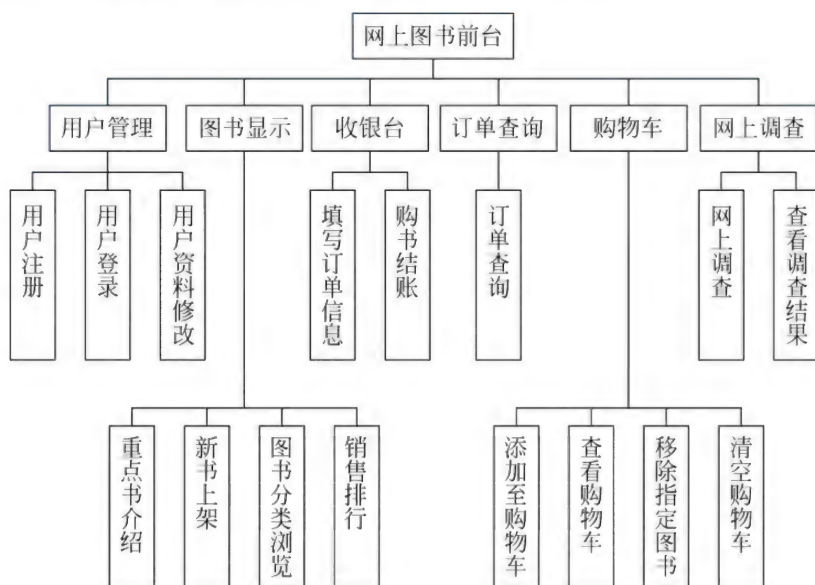 网上图书前台
用户管理
图书显示
收银台
订单查询
购物车
网上调查
用户注册
用户登录
用户资料修改
填写订单信息
购书结账
订单查询
网上调查
查看调查结果
重点书介绍
新书上架
图书分类浏览
销售排行
添加至购物车
查看购物车
移除指定图书
清空购物车